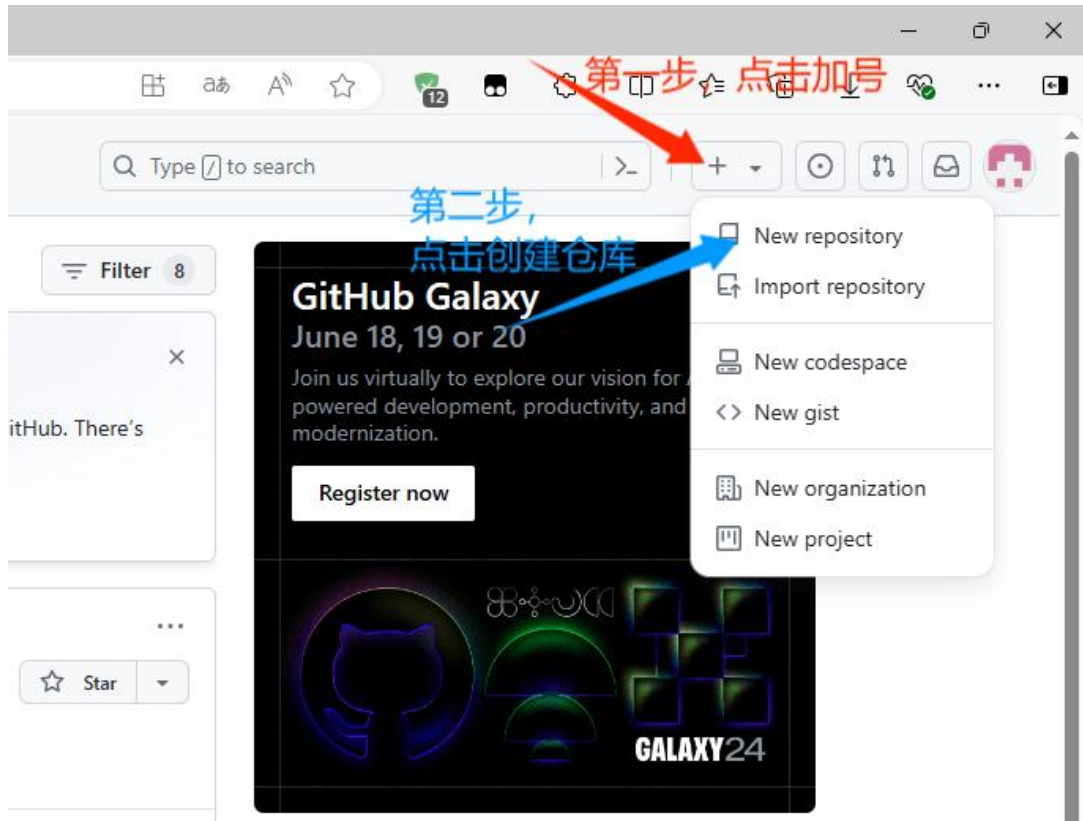 第一步，点击加号
12
Type / to search
第二步，
点击创建仓库
Filter 8
New repository
Import repository
GitHub Galaxy
June 18, 19 or 20
Join us virtually to explore our vision for
powered development, productivity, and
modernization.
Register now
New codespace
New gist
New organization
New project
itHub. There's
Star
GALAXY24